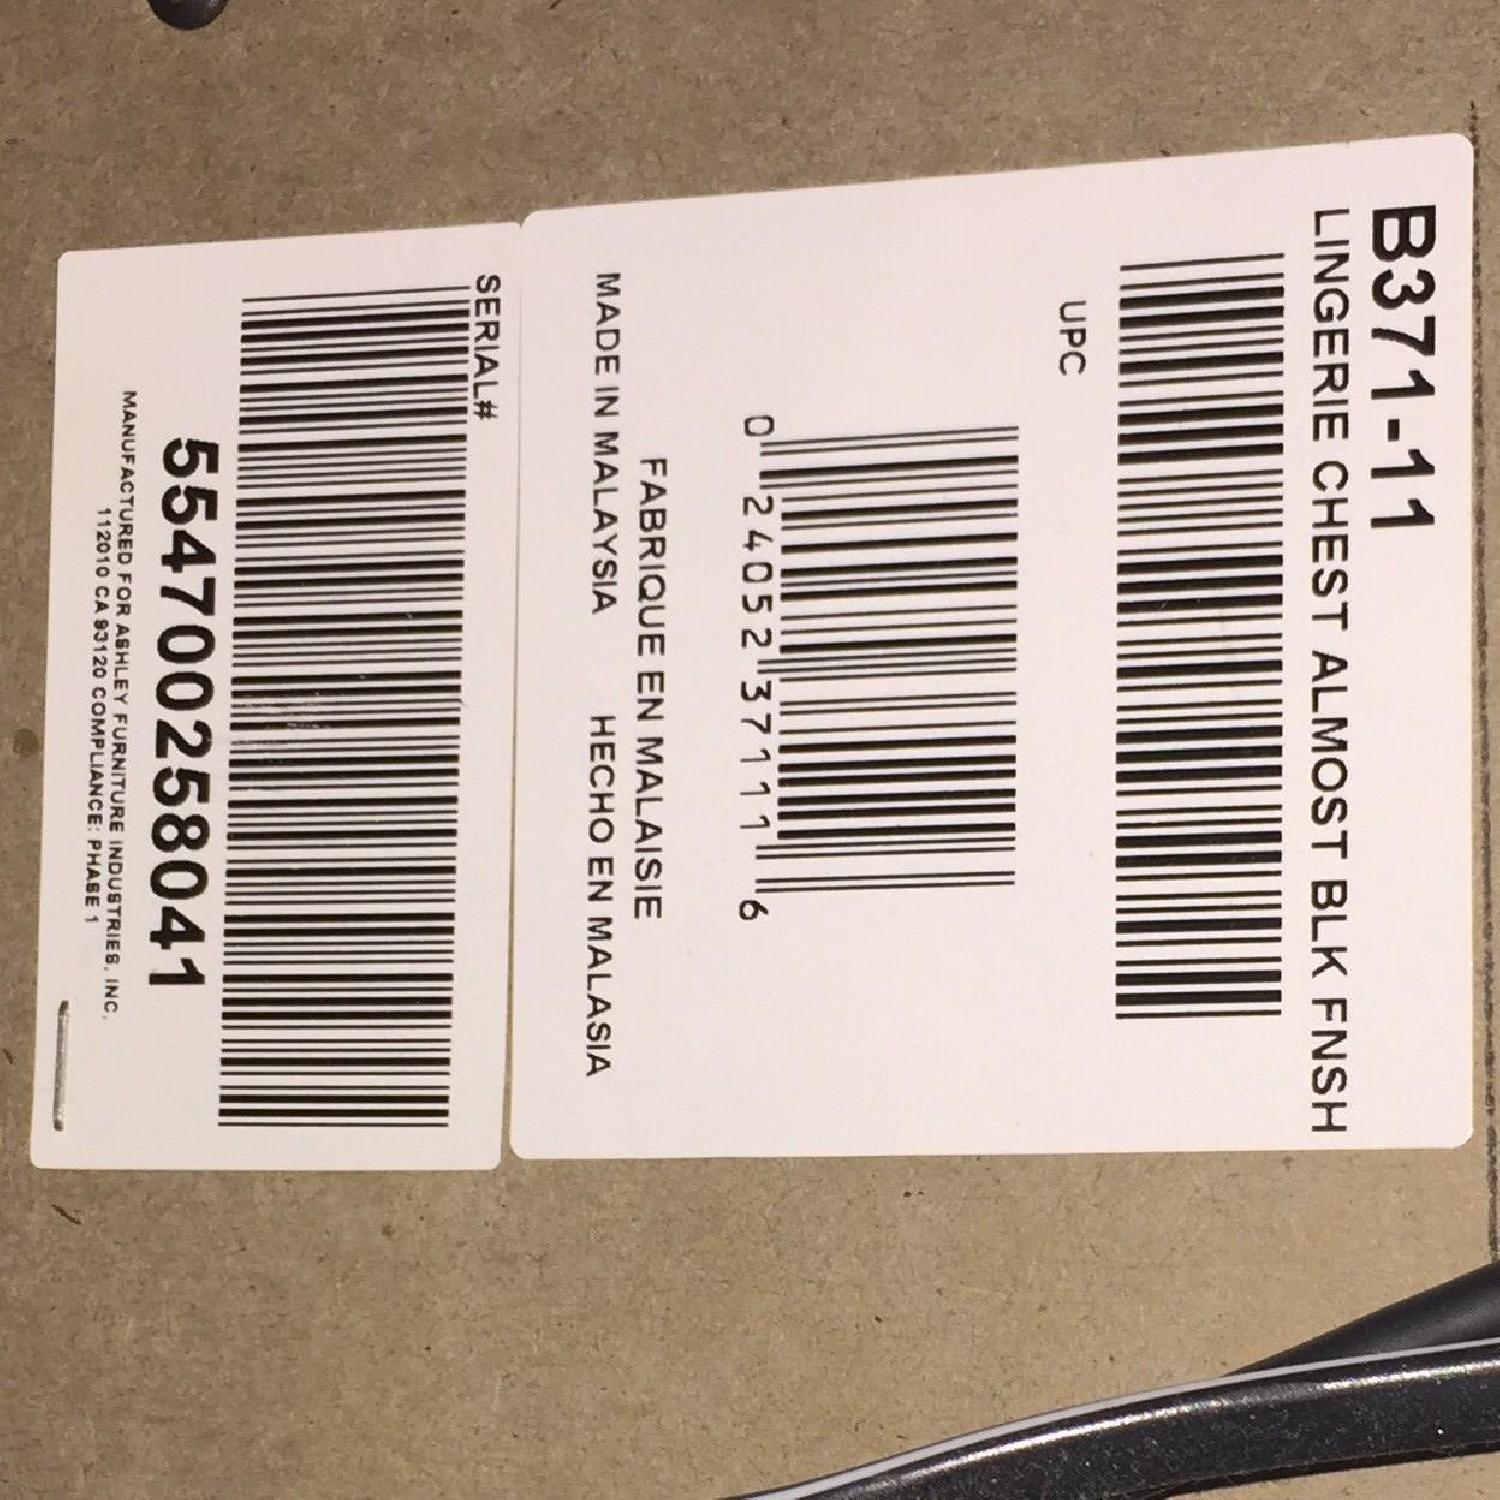 B371-11
LINGERIE CHEST ALMOST BLK FNSH
UPC
0 24052 37111 6
FABRIQUE EN MALAISIE
MADE IN MALAYSIA HECHO EN MALASIA
SERIAL#
554700258041
MANUFACTURED FOR ASHLEY FURNITURE INDUSTRIES, INC.
112010 CA 93120 COMPLIANCE: PHASE 1